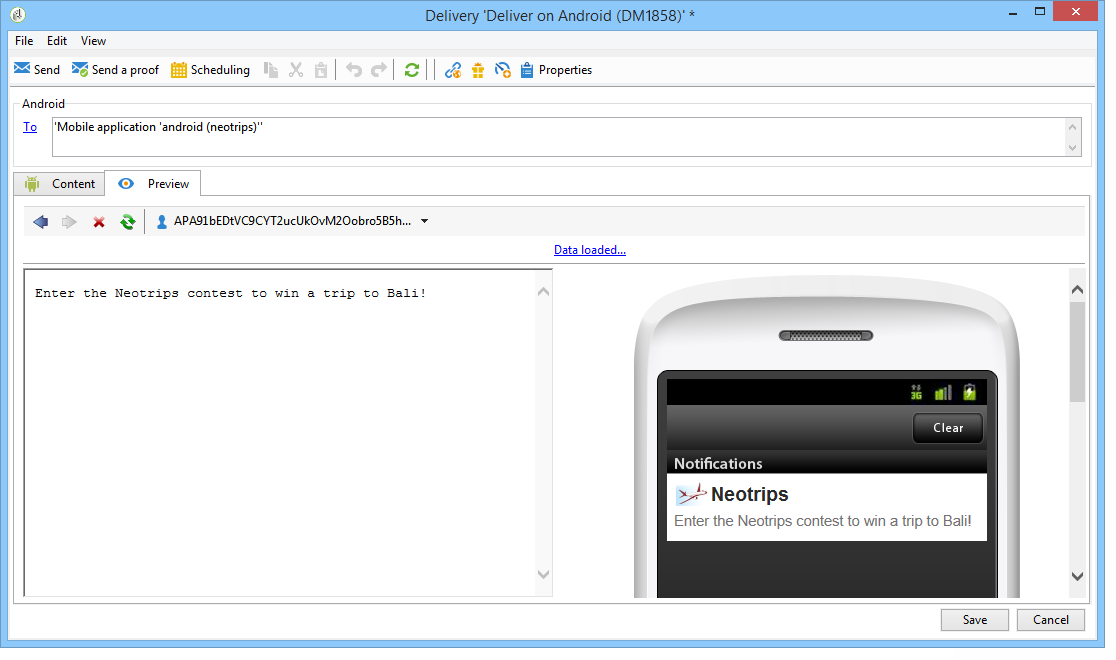 Delivery 'Deliver on Android (DM1858)' *
File Edit View
Send Send a proof Scheduling Properties
Android
To 'Mobile application 'android (neotrips)''
Content Preview
APA91bEDtVC9CYT2ucUkOvM2Oobro5B5h...
Data loaded...
Enter the Neotrips contest to win a trip to Bali!
3G
Clear
Notifications
Neotrips
Enter the Neotrips contest to win a trip to Bali!
Save Cancel